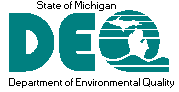 State of Michigan
DEQ
Department of Environmental Quality